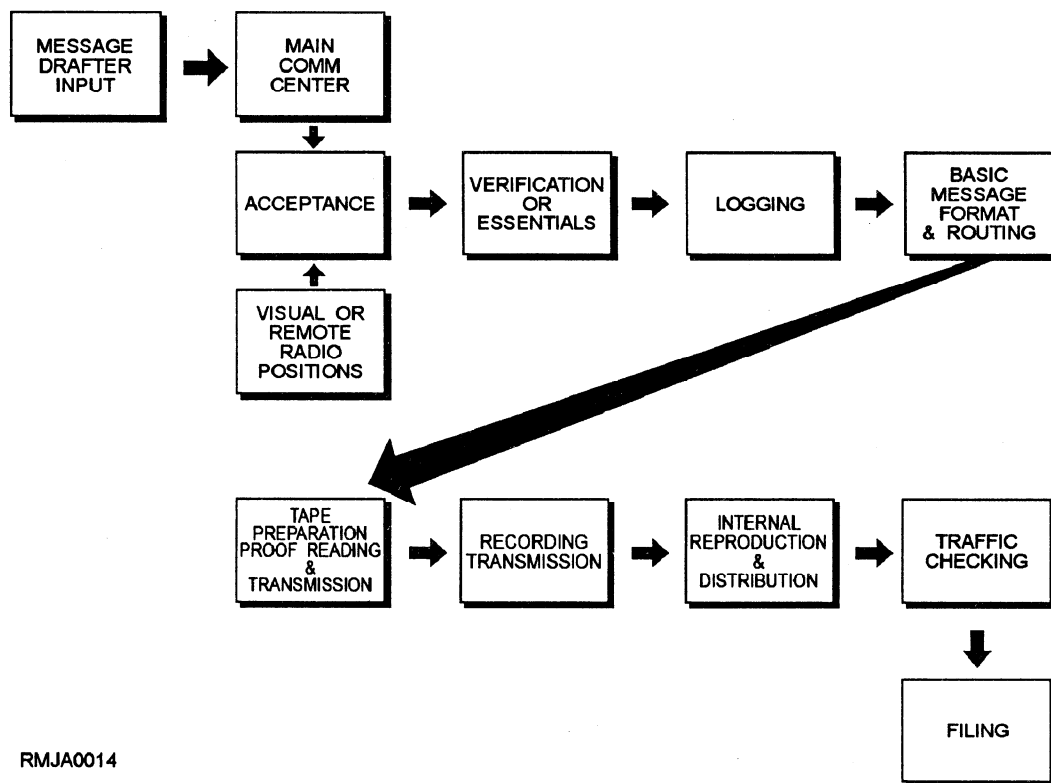 MESSAGE
DRAFTER
INPUT
MAIN
COMM
CENTER
ACCEPTANCE
VERIFICATION
OR
ESSENTIALS
LOGGING
BASIC
MESSAGE
FORMAT
& ROUTING
VISUAL OR
REMOTE
RADIO
POSITIONS
TAPE
PREPARATION
PROOF READING
&
TRANSMISSION
RECORDING
TRANSMISSION
INTERNAL
REPRODUCTION
&
DISTRIBUTION
TRAFFIC
CHECKING
FILING
RMJA0014